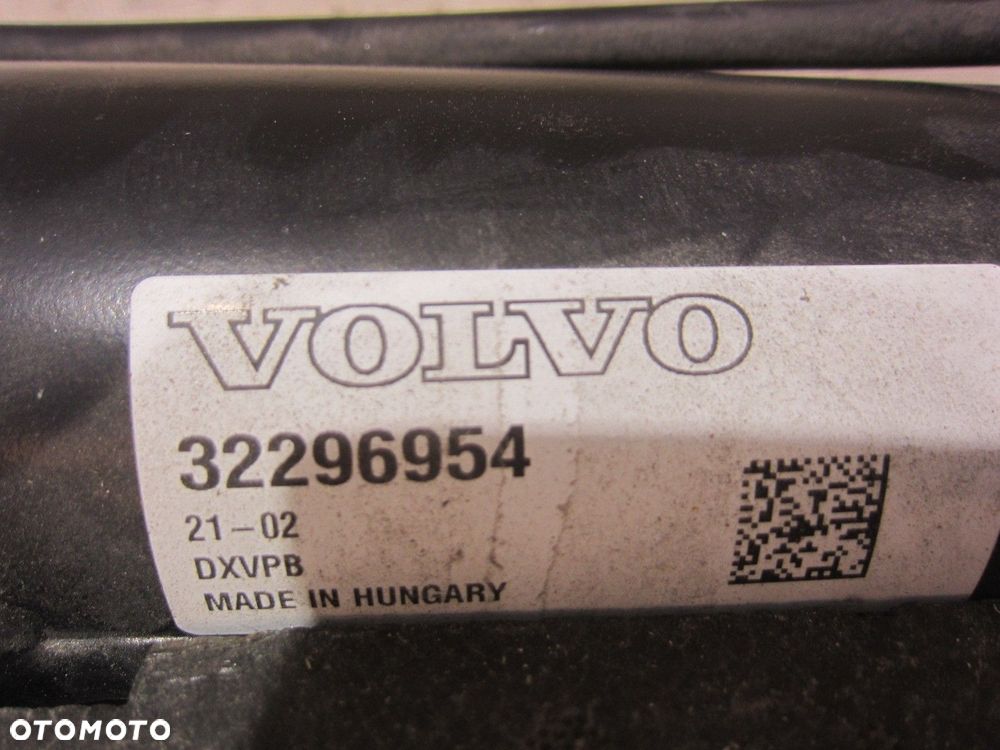 VOLVO
32296954
21-02
DXVPB
MADE IN HUNGARY
OTOMOTO